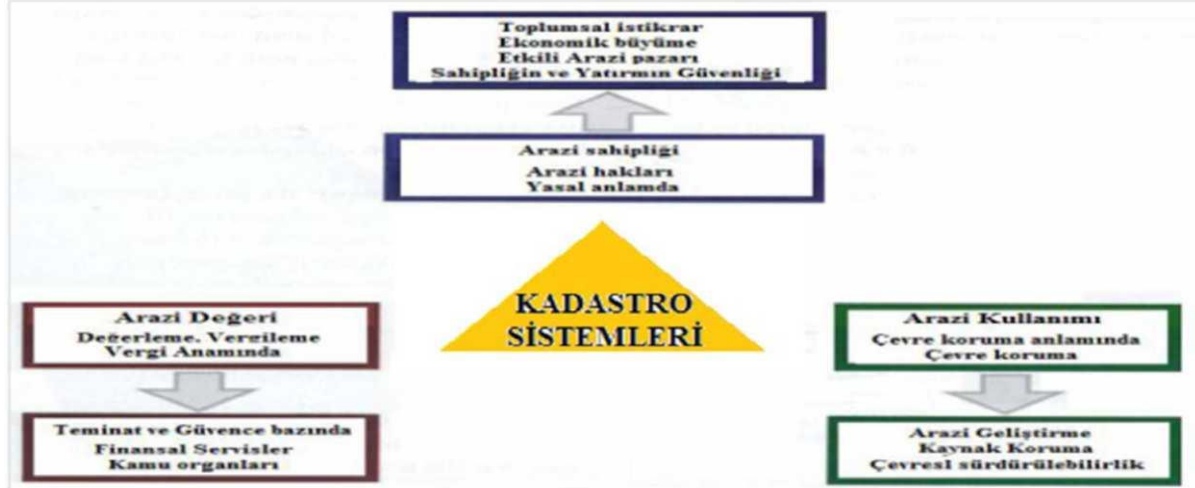 Toplumsal istikrar
Ekonomik büyüme
Etkili Arazi pazarı
Sahipliğin ve Yatırmın Güvenliği
Arazi sahipliği
Arazi hakları
Yasal anlamda
KADASTRO
SİSTEMLERİ
Arazi Değeri
Değerleme. Vergileme
Vergi Anamında
Teminat ve Güvence bazında
Finansal Servisler
Kamu organları
Arazi Kullanımı
Çevre koruma anlamında
Çevre koruma
Arazi Geliştirme
Kaynak Koruma
Çevresl sürdürülebilirlik